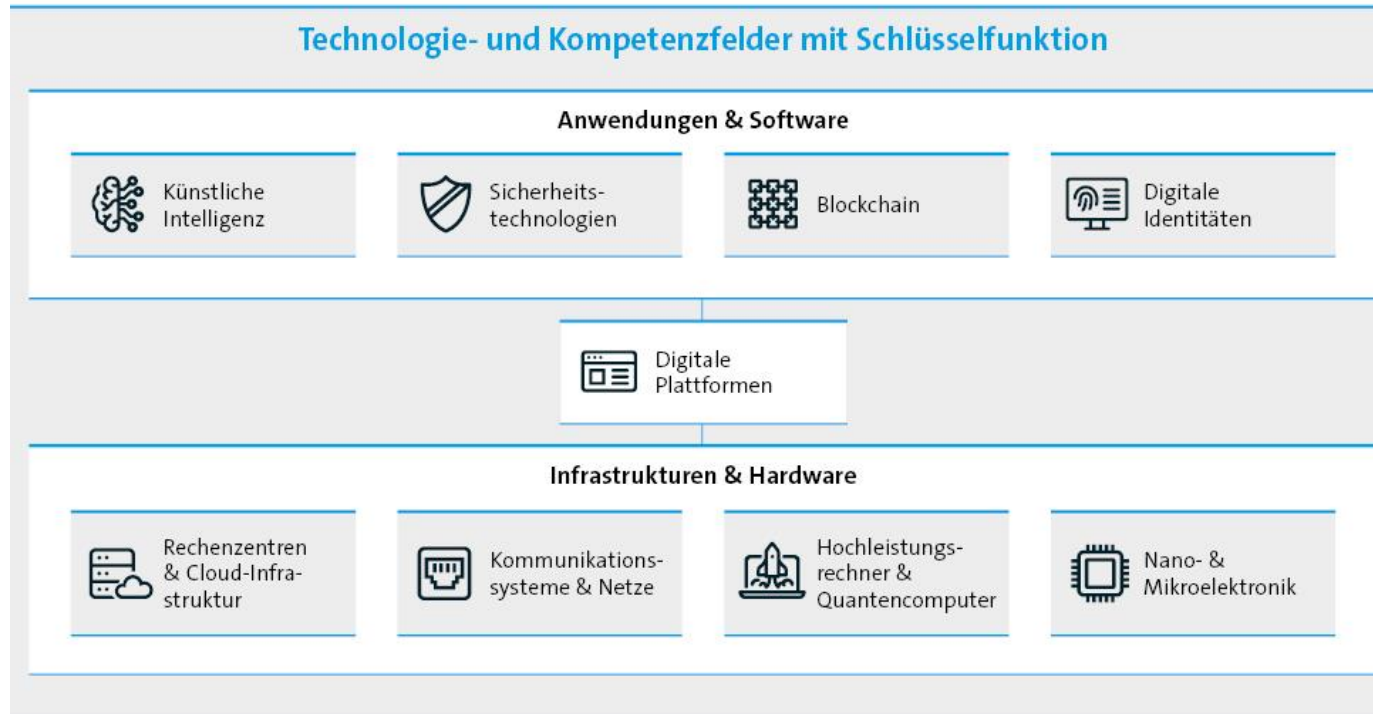 Technologie- und Kompetenzfelder mit Schlüsselfunktion
Anwendungen & Software
Künstliche
Intelligenz
Sicherheits-
technologien
Blockchain
Digitale
Identitäten
Digitale
Plattformen
Infrastrukturen & Hardware
Rechenzentren
& Cloud-Infra-
struktur
Kommunikations-
systeme & Netze
Hochleistungs-
rechner &
Quantencomputer
Nano- &
Mikroelektronik